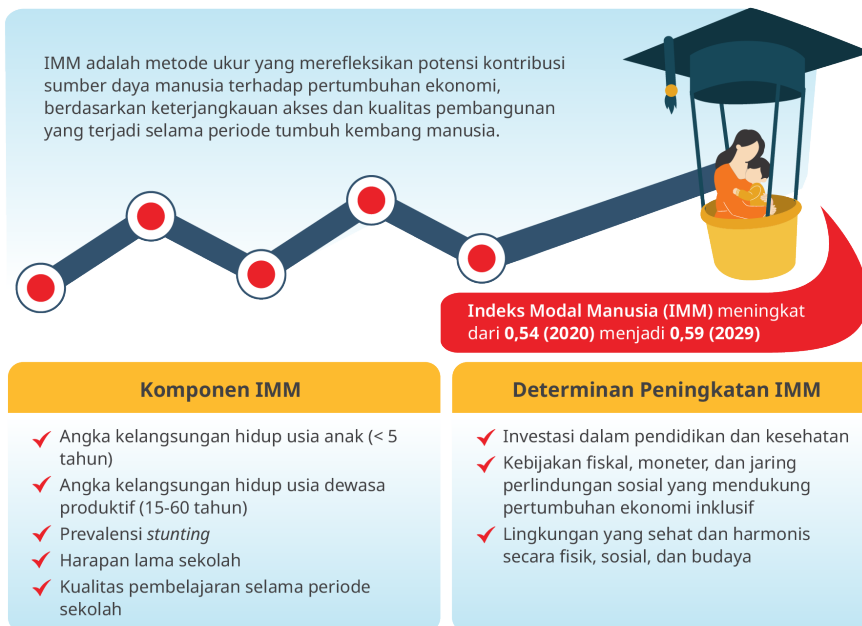 IMM adalah metode ukur yang merefleksikan potensi kontribusi
sumber daya manusia terhadap pertumbuhan ekonomi,
berdasarkan keterjangkauan akses dan kualitas pembangunan
yang terjadi selama periode tumbuh kembang manusia.
Indeks Modal Manusia (IMM) meningkat
dari 0,54 (2020) menjadi 0,59 (2029)
Komponen IMM
Angka kelangsungan hidup usia anak (< 5
tahun)
Angka kelangsungan hidup usia dewasa
produktif (15-60 tahun)
Prevalensi stunting
Harapan lama sekolah
Kualitas pembelajaran selama periode
sekolah
Determinan Peningkatan IMM
Investasi dalam pendidikan dan kesehatan
Kebijakan fiskal, moneter, dan jaring
perlindungan sosial yang mendukung
pertumbuhan ekonomi inklusif
Lingkungan yang sehat dan harmonis
secara fisik, sosial, dan budaya